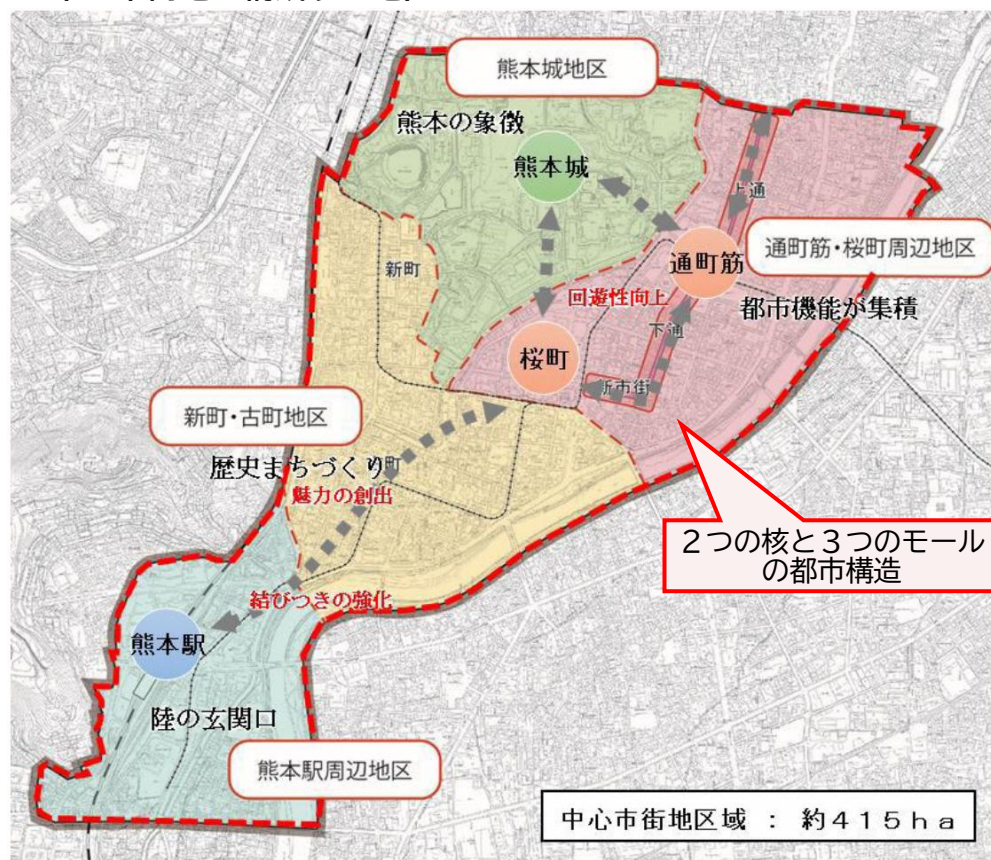 熊本城地区
熊本の象徴
熊本城
上通
通町筋・桜町周辺地区
新町
通町筋
回遊性向上
都市機能が集積
下通
桜町
新市街
新町・古町地区
歴史まちづくり
町
魅力の創出
2つの核と3つのモール
の都市構造
結びつきの強化
熊本駅
陸の玄関口
熊本駅周辺地区
中心市街地区域 : 約415ha